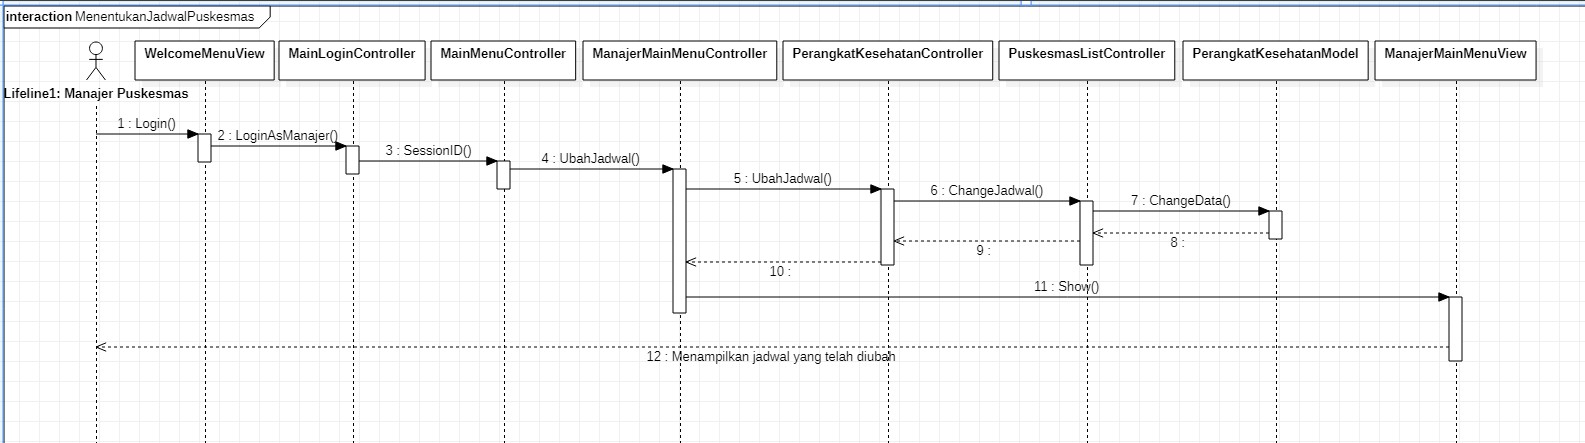 interaction MenentukanJadwalPuskesmas
WelcomeMenuView
MainLoginController
MainMenuController
ManajerMainMenuController
PerangkatKesehatanController
PuskesmasListController
PerangkatKesehatanModel
ManajerMainMenuView
Lifeline1: Manajer Puskesmas
1 : Login()
2 : LoginAsManajer()
3 : SessionID()
4 : UbahJadwal()
5 : UbahJadwal()
6 : ChangeJadwal()
7 : ChangeData()
8 :
9 :
10 :
11 : Show()
12 : Menampilkan jadwal yang telah diubah